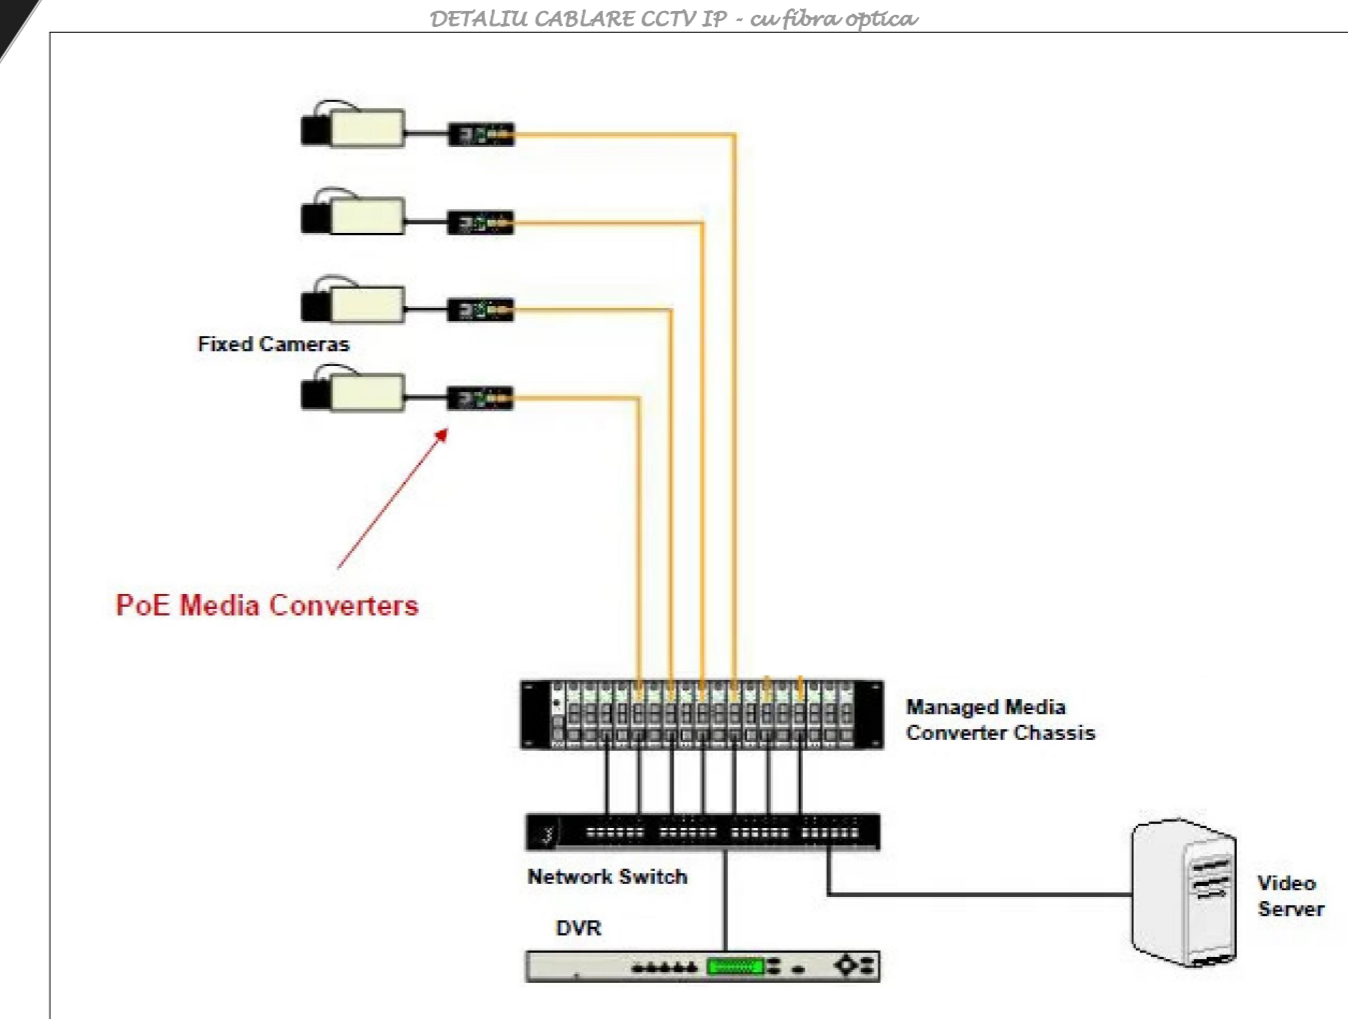 DETALIU CABLARE CCTV IP - cu fibra optica
Fixed Cameras
PoE Media Converters
Managed Media
Converter Chassis
Network Switch
Video
Server
DVR